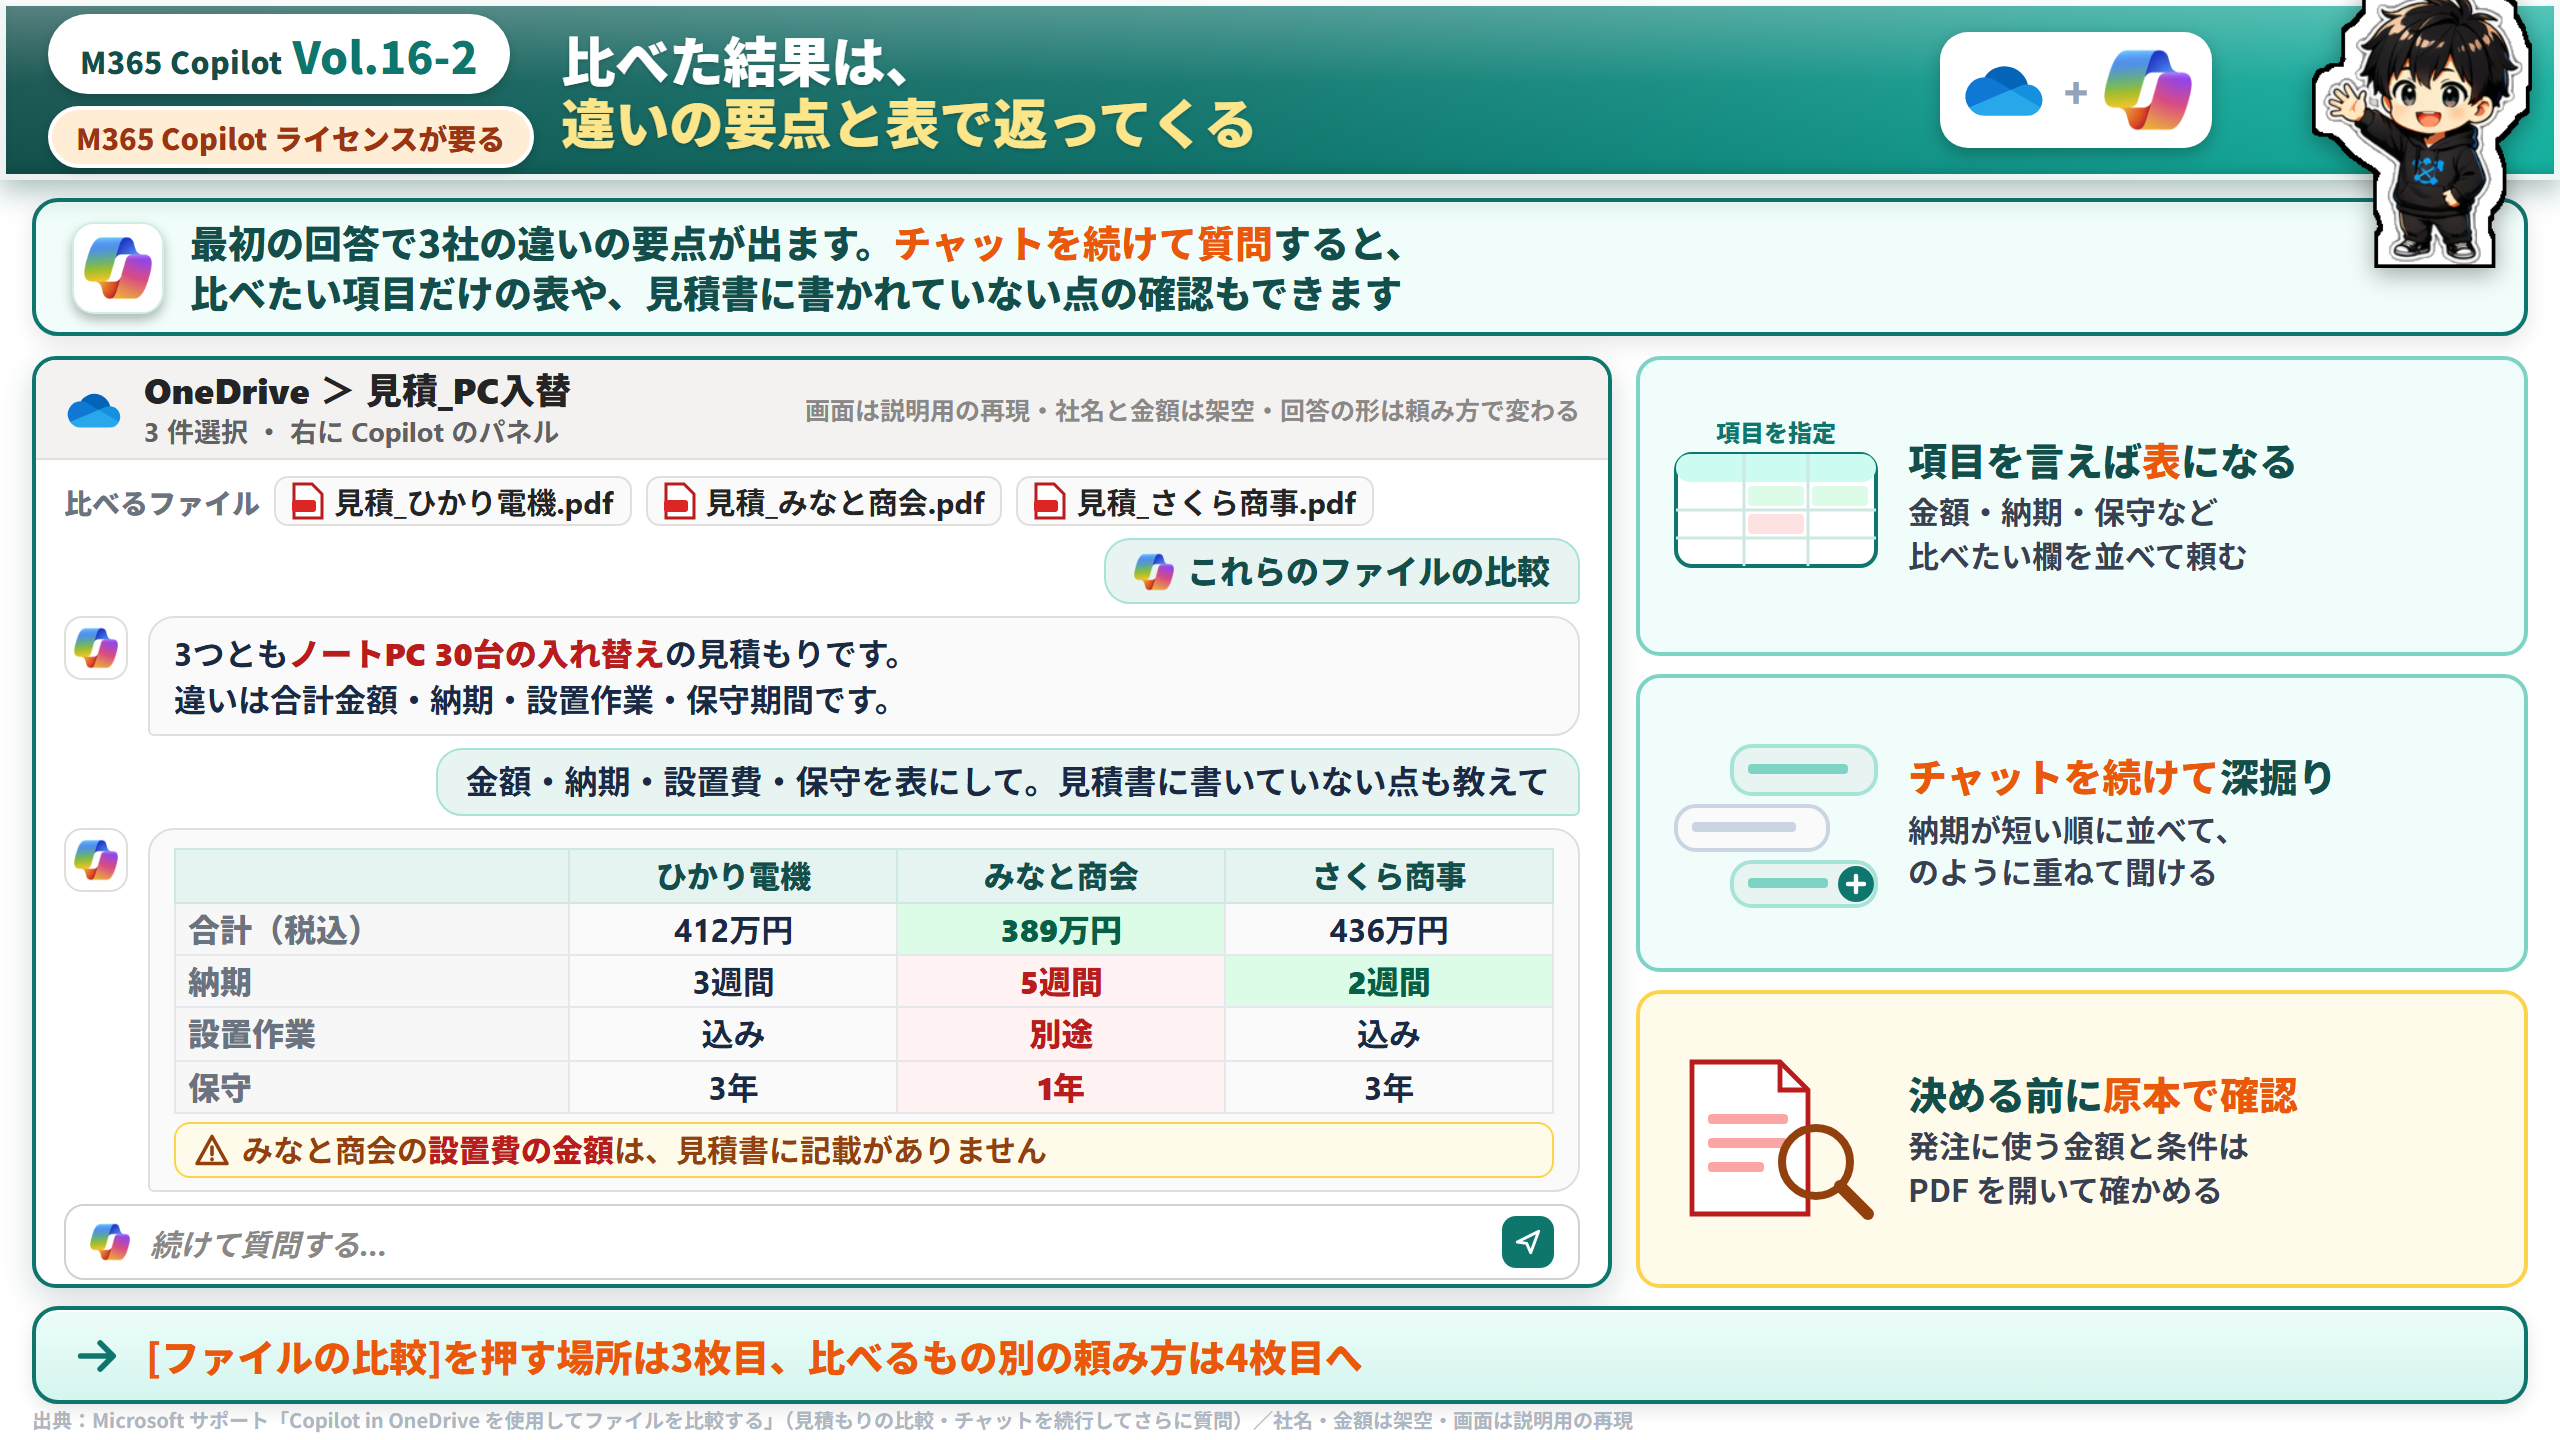 M365 Copilot Vol.16-2
M365 Copilot ライセンスが要る
比べた結果は、
違いの要点と表で返ってくる
+
最初の回答で3社の違いの要点が出ます。チャットを続けて質問すると、
比べたい項目だけの表や、見積書に書かれていない点の確認もできます
OneDrive ＞ 見積_PC入替
3 件選択 ・ 右に Copilot のパネル
画面は説明用の再現・社名と金額は架空・回答の形は頼み方で変わる
比べるファイル 見積_ひかり電機.pdf 見積_みなと商会.pdf 見積_さくら商事.pdf
これらのファイルの比較
3つともノートPC 30台の入れ替えの見積もりです。
違いは合計金額・納期・設置作業・保守期間です。
金額・納期・設置費・保守を表にして。見積書に書いていない点も教えて
ひかり電機 みなと商会 さくら商事
合計（税込） 412万円 389万円 436万円
納期 3週間 5週間 2週間
設置作業 込み 別途 込み
保守 3年 1年 3年
みなと商会の設置費の金額は、見積書に記載がありません
続けて質問する...
項目を指定
項目を言えば表になる
金額・納期・保守など
比べたい欄を並べて頼む
チャットを続けて深掘り
納期が短い順に並べて、
のように重ねて聞ける
決める前に原本で確認
発注に使う金額と条件は
PDF を開いて確かめる
→ [ファイルの比較]を押す場所は3枚目、比べるもの別の頼み方は4枚目へ
出典：Microsoft サポート「Copilot in OneDrive を使用してファイルを比較する」（見積もりの比較・チャットを続行してさらに質問）／社名・金額は架空・画面は説明用の再現